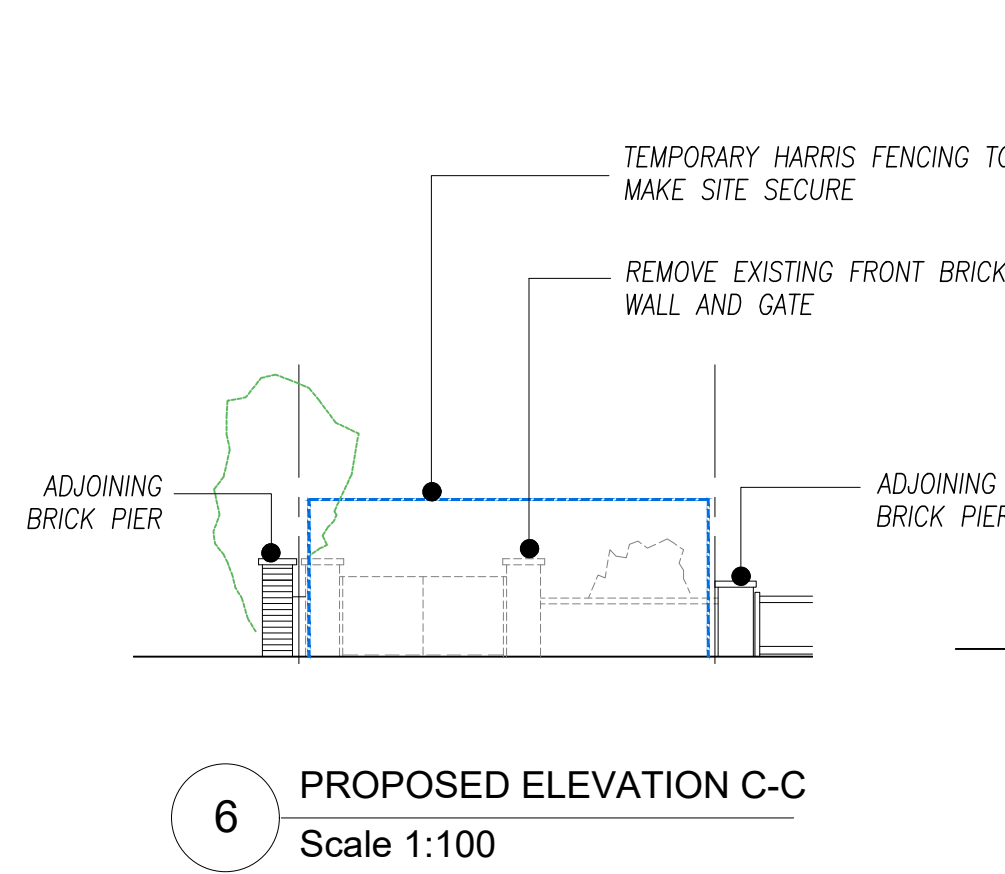 TEMPORARY HARRIS FENCING TO
MAKE SITE SECURE
REMOVE EXISTING FRONT BRICK
WALL AND GATE
ADJOINING
BRICK PIER
ADJOINING
BRICK PIER
6
PROPOSED ELEVATION C-C
Scale 1:100